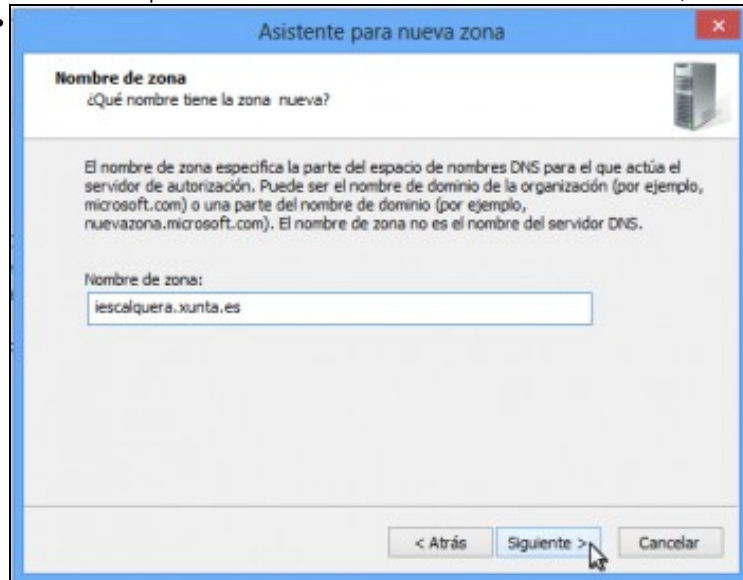 Asistente para nueva zona
Nombre de zona
¿Qué nombre tiene la zona nueva?
El nombre de zona especifica la parte del espacio de nombres DNS para el que actúa el
servidor de autorización. Puede ser el nombre de dominio de la organización (por ejemplo,
microsoft.com) o una parte del nombre de dominio (por ejemplo,
nuevazona.microsoft.com). El nombre de zona no es el nombre del servidor DNS.
Nombre de zona:
iescalquera.xunta.es
< Atrás Siguiente > Cancelar